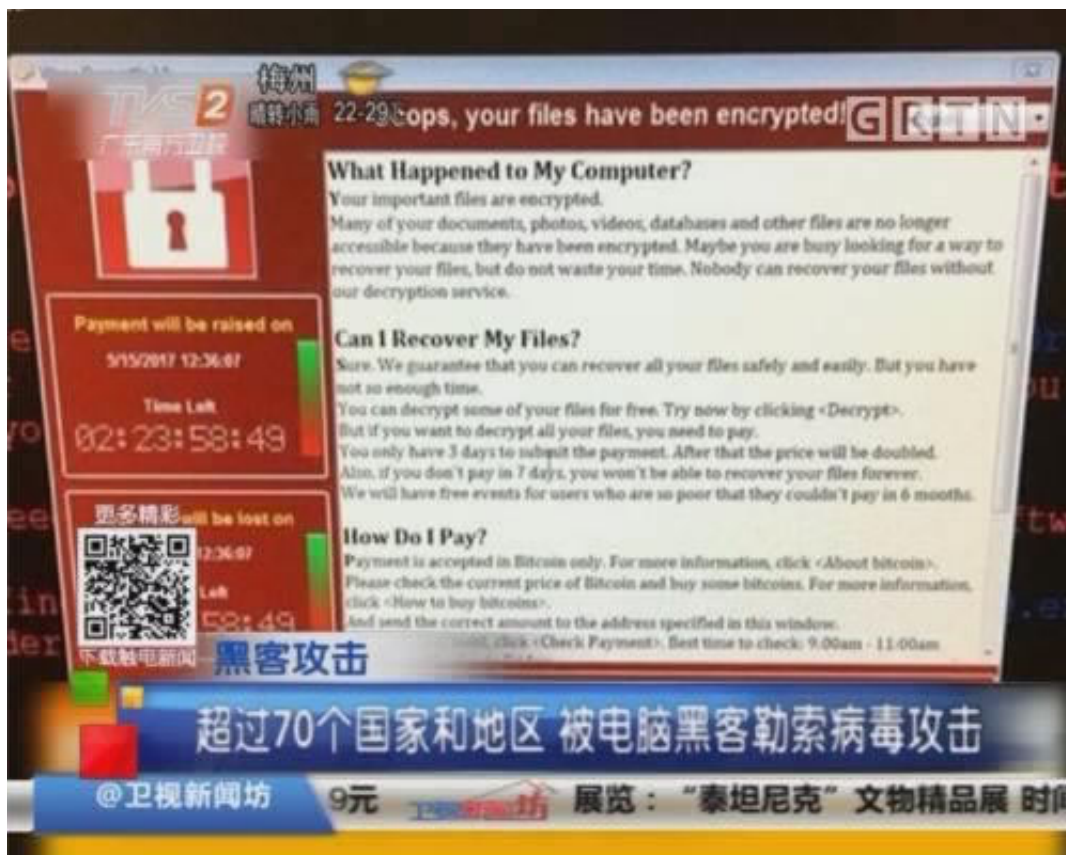 TVS2
广东南方卫视
梅州
晴转小雨 22-29
GRTN
ops, your files have been encrypted!
What Happened to My Computer?
Your important files are encrypted.
Many of your documents, photos, videos, databases and other files are no longer
accessible because they have been encrypted. Maybe you are busy looking for a way to
recover your files, but do not waste your time. Nobody can recover your files without
our decryption service.
Can I Recover My Files?
Sure. We guarantee that you can recover all your files safely and easily. But you have
not so enough time.
You can decrypt some of your files for free. Try now by clicking <Decrypt>.
But if you want to decrypt all your files, you need to pay.
You only have 3 days to submit the payment. After that the price will be doubled.
Also, if you don't pay in 7 days, you won't be able to recover your files forever.
We will have free events for users who are so poor that they couldn't pay in 6 months.
How Do I Pay?
Payment is accepted in Bitcoin only. For more information, click <About bitcoin>.
Please check the current price of Bitcoin and buy some bitcoins. For more information,
click <How to buy bitcoins>.
And send the correct amount to the address specified in this window.
click <Check Payment>. Best time to check: 9:00am - 11:00am
Payment will be raised on
5/15/2017 12:36:07
Time Left
02:23:58:49
will be lost on
12:36:07
Left
58:49
更多精彩
下载触电新闻
黑客攻击
超过70个国家和地区 被电脑黑客勒索病毒攻击
@卫视新闻坊
9元 卫视新闻坊 展览：“泰坦尼克”文物精品展 时间